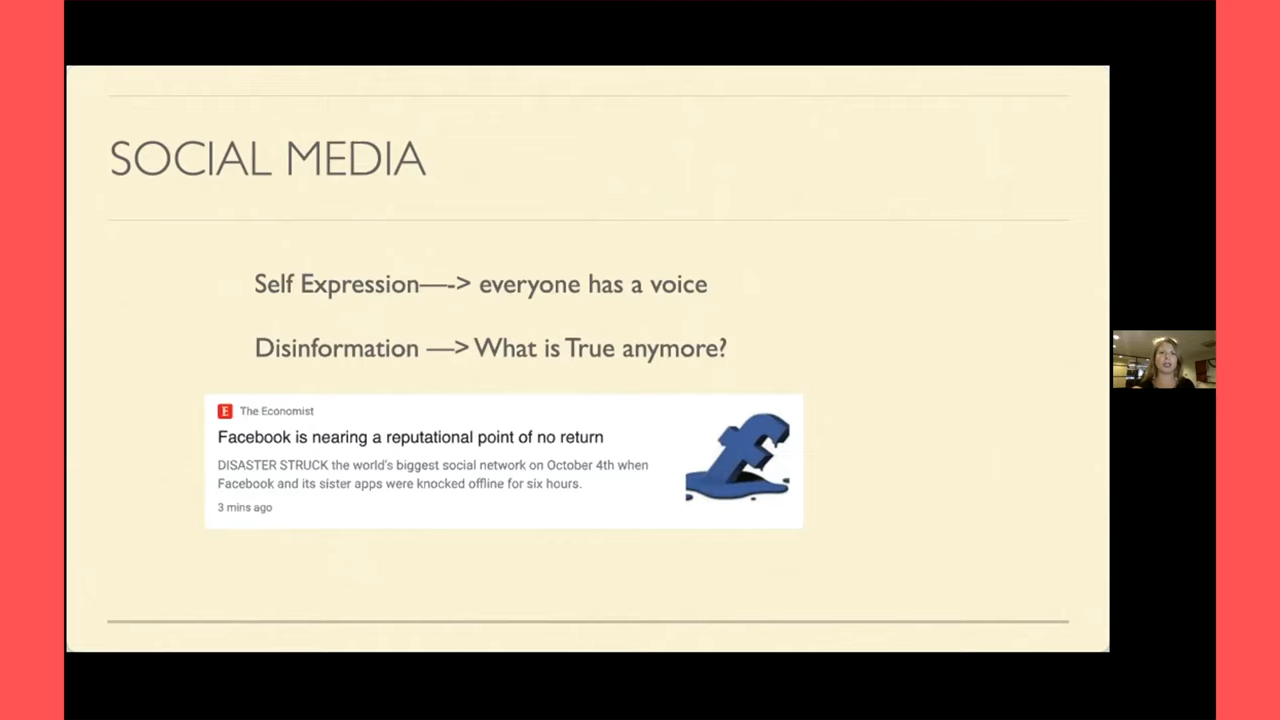 SOCIAL MEDIA
Self Expression—-> everyone has a voice
Disinformation —> What is True anymore?
E The Economist
Facebook is nearing a reputational point of no return
DISASTER STRUCK the world's biggest social network on October 4th when
Facebook and its sister apps were knocked offline for six hours.
3 mins ago